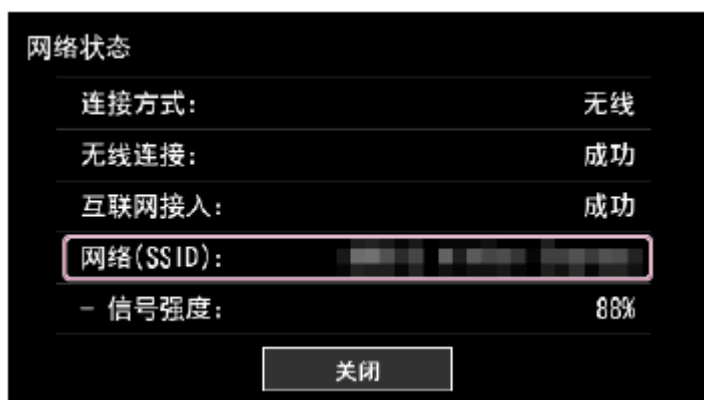 网络状态
连接方式： 无线
无线连接： 成功
互联网接入： 成功
网络(SSID)：
- 信号强度： 88%
关闭